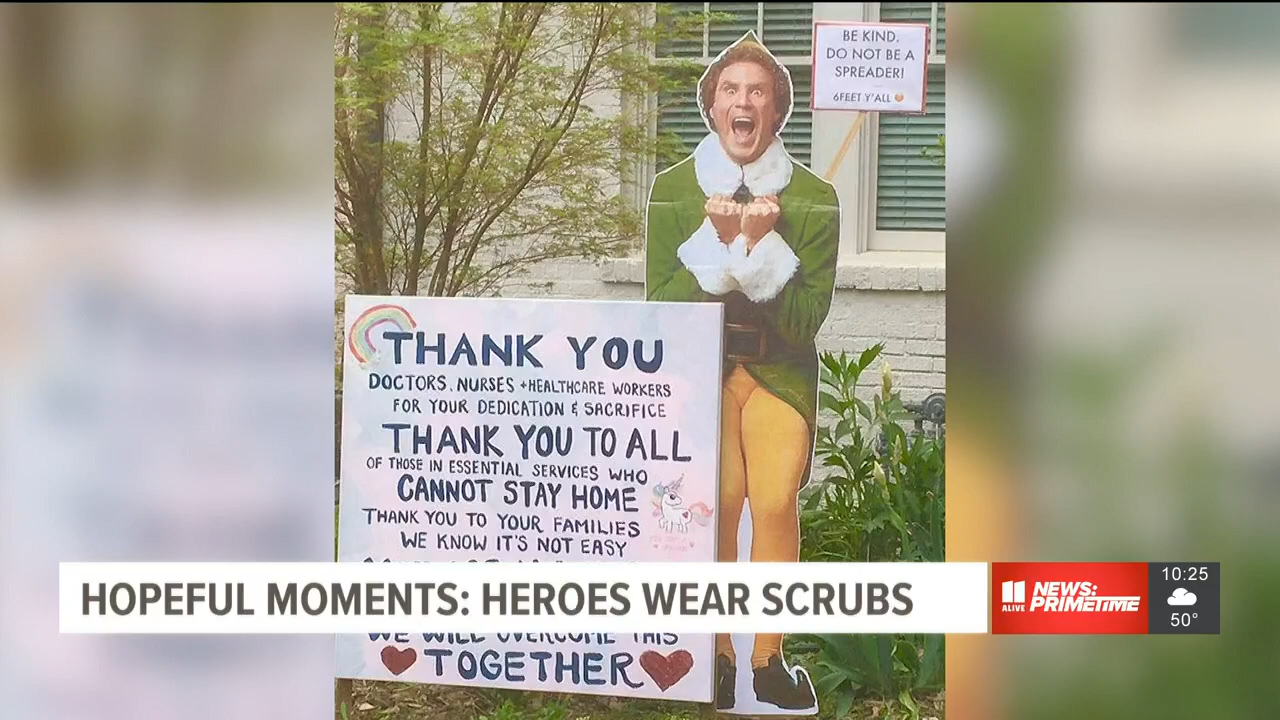 BE KIND.
DO NOT BE A
SPREADER!
6FEET Y'ALL
THANK YOU
DOCTORS, NURSES + HEALTHCARE WORKERS
FOR YOUR DEDICATION & SACRIFICE
THANK YOU TO ALL
OF THOSE IN ESSENTIAL SERVICES WHO
CANNOT STAY HOME
THANK YOU TO YOUR FAMILIES
WE KNOW IT'S NOT EASY
WE WILL OVERCOME THIS
TOGETHER
HOPEFUL MOMENTS: HEROES WEAR SCRUBS
11 ALIVE NEWS: PRIMETIME
10:25
50°